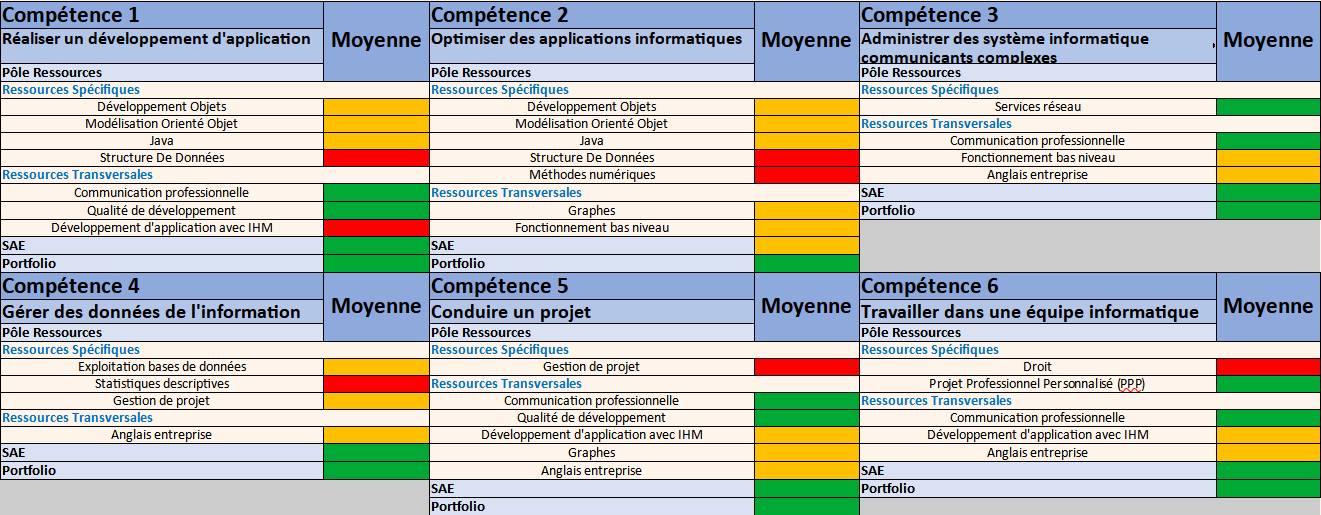 Compétence 1
Moyenne
Réaliser un développement d'application
Pôle Ressources
Ressources Spécifiques
Développement Objets
Modélisation Orienté Objet
Java
Structure De Données
Ressources Transversales
Communication professionnelle
Qualité de développement
Développement d'application avec IHM
SAE
Portfolio
Compétence 2
Moyenne
Optimiser des applications informatiques
Pôle Ressources
Ressources Spécifiques
Développement Objets
Modélisation Orienté Objet
Java
Structure De Données
Méthodes numériques
Ressources Transversales
Graphes
Fonctionnement bas niveau
SAE
Portfolio
Compétence 3
Moyenne
Administrer des système informatique
communicants complexes
Pôle Ressources
Ressources Spécifiques
Services réseau
Ressources Transversales
Communication professionnelle
Fonctionnement bas niveau
Anglais entreprise
SAE
Portfolio
Compétence 4
Moyenne
Gérer des données de l'information
Pôle Ressources
Ressources Spécifiques
Exploitation bases de données
Statistiques descriptives
Gestion de projet
Ressources Transversales
Anglais entreprise
SAE
Portfolio
Compétence 5
Moyenne
Conduire un projet
Pôle Ressources
Ressources Spécifiques
Gestion de projet
Ressources Transversales
Communication professionnelle
Qualité de développement
Développement d'application avec IHM
Graphes
Anglais entreprise
SAE
Portfolio
Compétence 6
Moyenne
Travailler dans une équipe informatique
Pôle Ressources
Ressources Spécifiques
Droit
Projet Professionnel Personnalisé (PPP)
Ressources Transversales
Communication professionnelle
Développement d'application avec IHM
Anglais entreprise
SAE
Portfolio